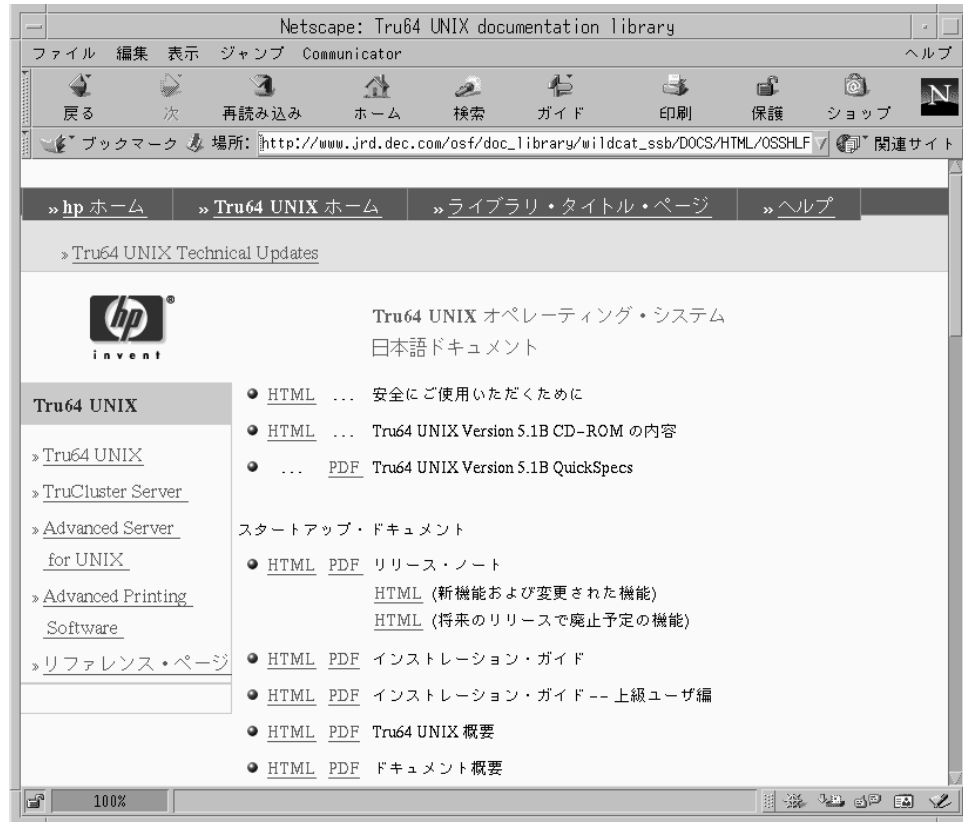 Netscape: Tru64 UNIX documentation library
ファイル 編集 表示 ジャンプ Communicator ヘルプ
戻る 次 再読み込み ホーム 検索 ガイド 印刷 保護 ショップ N
ブックマーク 場所: http://www.jrd.dec.com/osf/doc_library/wildcat_ssb/DOCS/HTML/OSSHLF 関連サイト
» hp ホーム » Tru64 UNIX ホーム » ライブラリ・タイトル・ページ » ヘルプ
» Tru64 UNIX Technical Updates
hp®
invent
Tru64 UNIX オペレーティング・システム
日本語ドキュメント
Tru64 UNIX
» Tru64 UNIX
» TruCluster Server
» Advanced Server
for UNIX
» Advanced Printing
Software
» リファレンス・ページ
● HTML ... 安全にご使用いただくために
● HTML ... Tru64 UNIX Version 5.1B CD-ROM の内容
● ... PDF Tru64 UNIX Version 5.1B QuickSpecs
スタートアップ・ドキュメント
● HTML PDF リリース・ノート
HTML (新機能および変更された機能)
HTML (将来のリリースで廃止予定の機能)
● HTML PDF インストレーション・ガイド
● HTML PDF インストレーション・ガイド -- 上級ユーザ編
● HTML PDF Tru64 UNIX 概要
● HTML PDF ドキュメント概要
100%